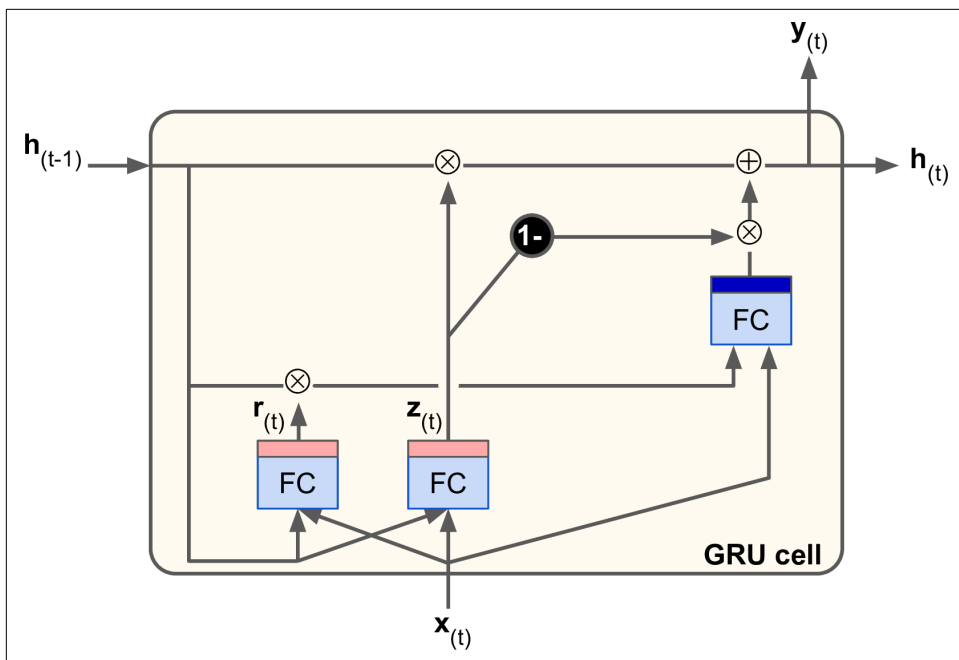 y(t)
h(t-1)
h(t)
1-
FC
r(t)
z(t)
FC
FC
GRU cell
x(t)